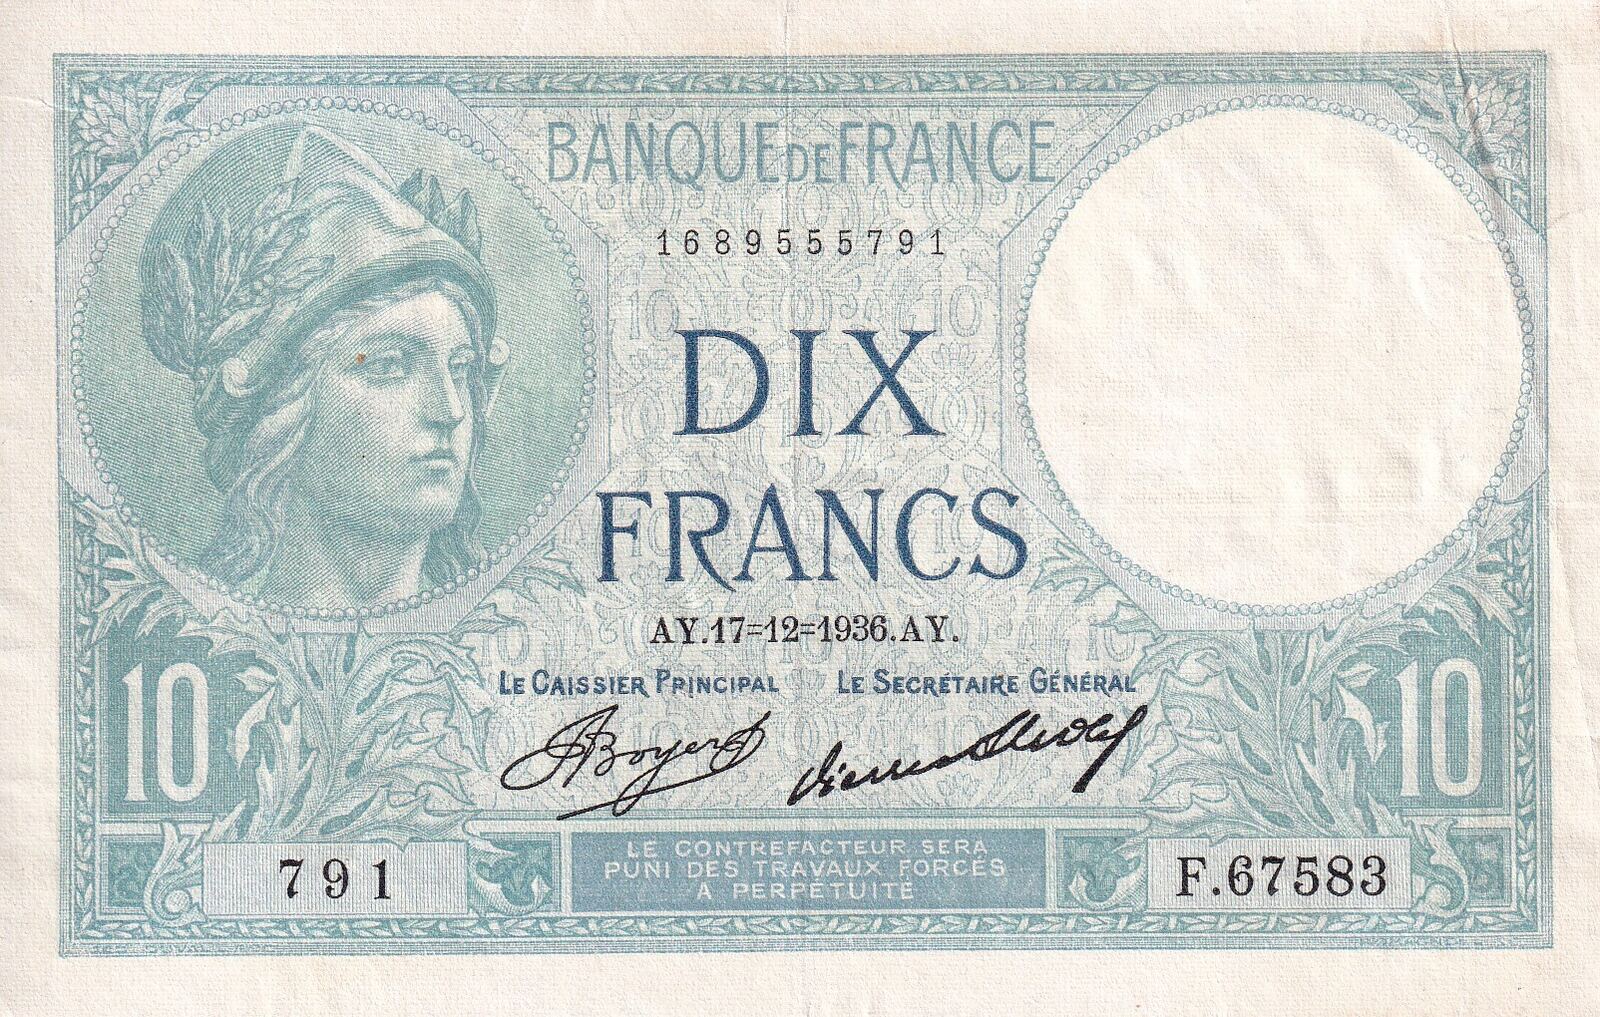 BANQUE DE FRANCE
1689555791
DIX
FRANCS
AY.17=12=1936.AY.
LE CAISSIER PRINCIPAL LE SECRÉTAIRE GÉNÉRAL
Boyer
10 10
791 F.67583
LE CONTREFACTEUR SERA
PUNI DES TRAVAUX FORCÉS
A PERPÉTUITÉ